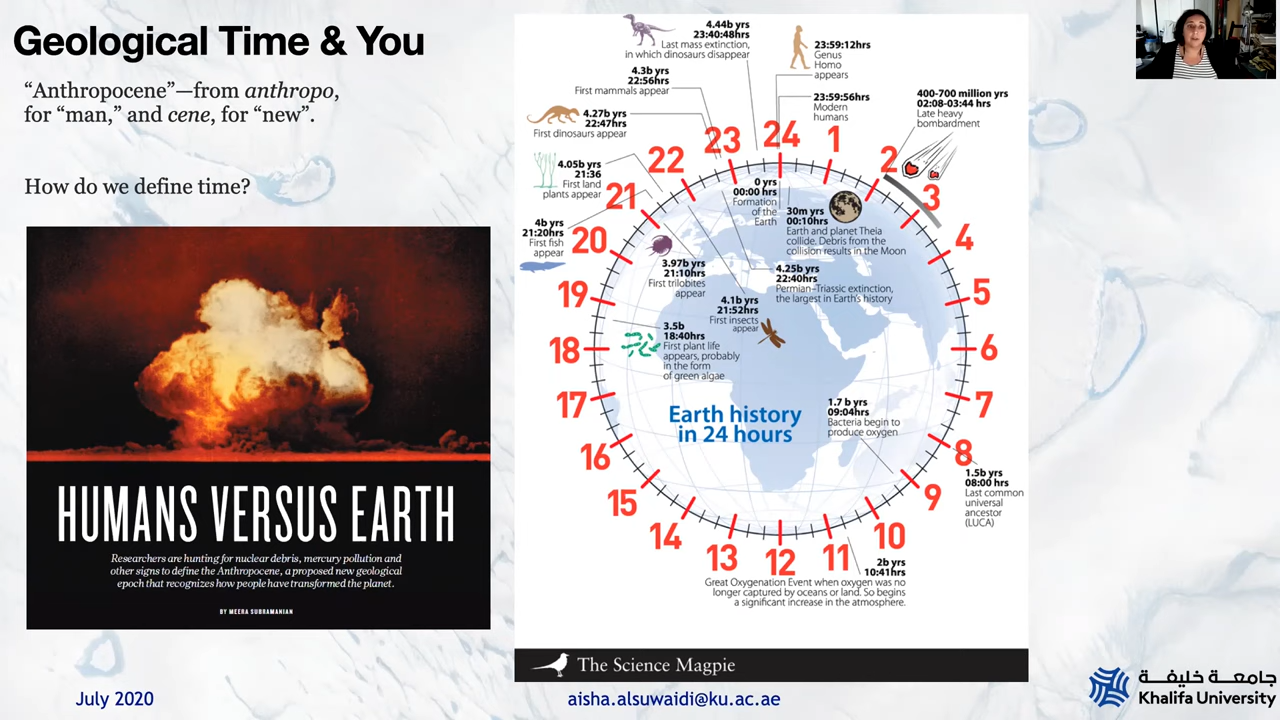 Geological Time & You
“Anthropocene”—from anthropo,
for “man,” and cene, for “new”.
How do we define time?
HUMANS VERSUS EARTH
Researchers are hunting for nuclear debris, mercury pollution and
other signs to define the Anthropocene, a proposed new geological
epoch that recognizes how people have transformed the planet.
BY MEERA SUBRAMANIAN
4.44b yrs
23:40:48hrs
Last mass extinction,
in which dinosaurs disappear
4.3b yrs
22:56hrs
First mammals appear
4.27b yrs
22:47hrs
First dinosaurs appear
4.05b yrs
21:36
First land
plants appear
4b yrs
21:20hrs
First fish
appear
23:59:12hrs
Genus
Homo
appears
23:59:56hrs
Modern
humans
400-700 million yrs
02:08-03:44 hrs
Late heavy
bombardment
24
1
2
3
4
5
6
7
8
9
10
11
12
13
14
15
16
17
18
19
20
21
22
23
0 yrs
00:00 hrs
Formation
of the
Earth
30m yrs
00:10hrs
Earth and planet Theia
collide. Debris from the
collision results in the Moon
3.97b yrs
21:10hrs
First trilobites
appear
4.25b yrs
22:40hrs
Permian–Triassic extinction,
the largest in Earth’s history
4.1b yrs
21:52hrs
First insects
appear
3.5b
18:40hrs
First plant life
appears, probably
in the form
of green algae
Earth history
in 24 hours
1.7 b yrs
09:04hrs
Bacteria begin to
produce oxygen
1.5b yrs
08:00 hrs
Last common
universal
ancestor
(LUCA)
2b yrs
10:41hrs
Great Oxygenation Event when oxygen was no
longer captured by oceans or land. So begins
a significant increase in the atmosphere.
The Science Magpie
July 2020
aisha.alsuwaidi@ku.ac.ae
جامعــة خليفــة
Khalifa University